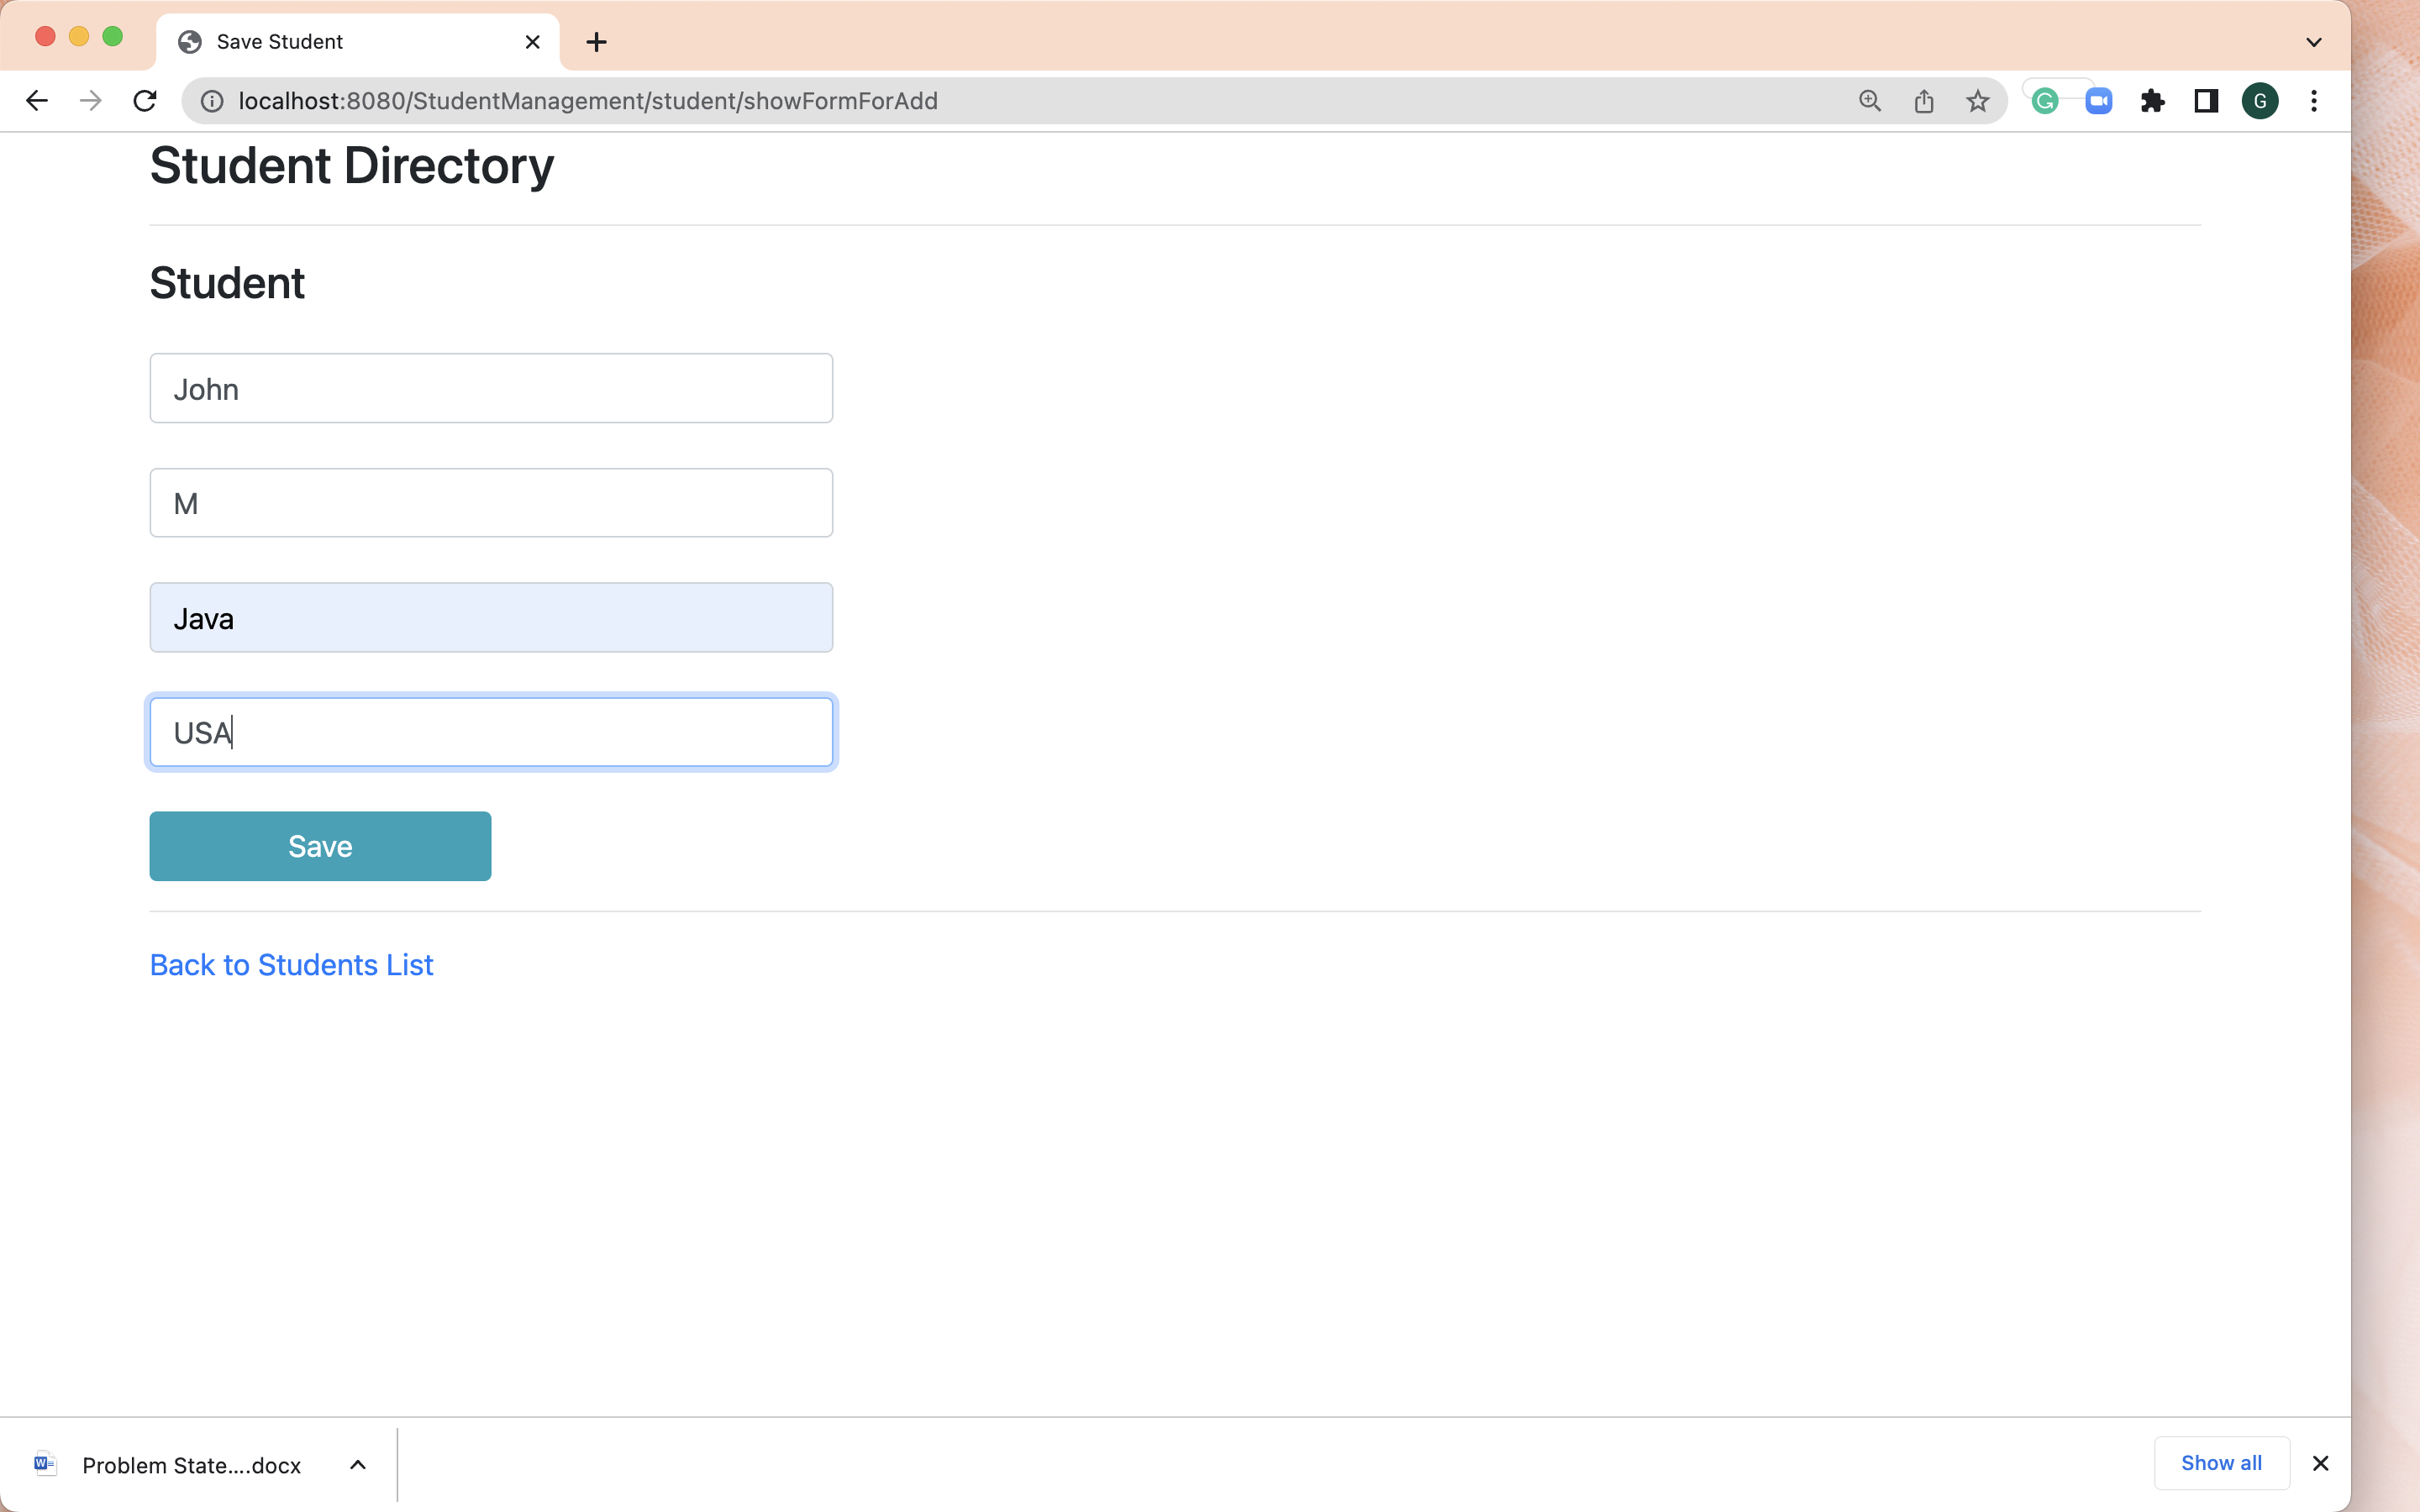 Save Student
localhost:8080/StudentManagement/student/showFormForAdd
G
Student Directory
Student
John
M
Java
USA
Save
Back to Students List
W
Problem State....docx
Show all